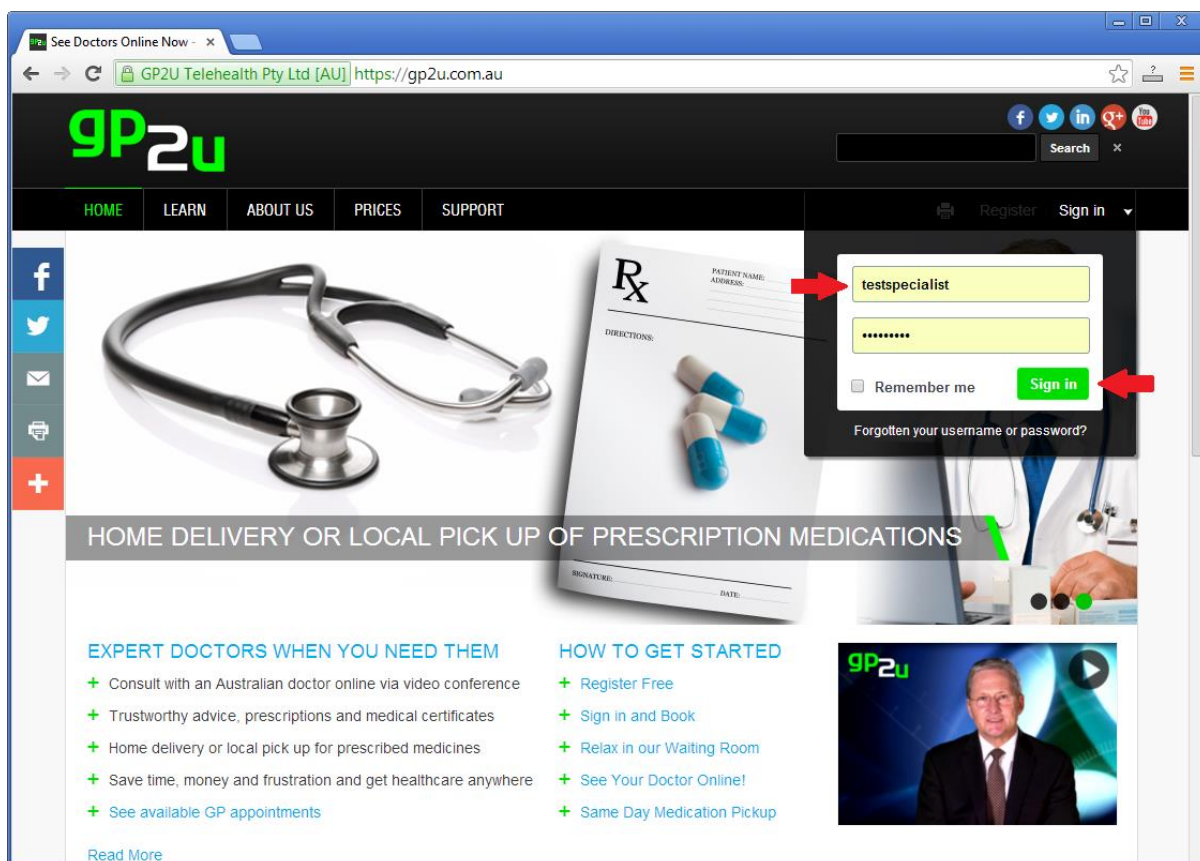 See Doctors Online Now -
GP2U Telehealth Pty Ltd [AU] https://gp2u.com.au
gp2u
Search
HOME LEARN ABOUT US PRICES SUPPORT
Register Sign in
testspecialist
•••••••••
Remember me Sign in
Forgotten your username or password?
Rx
PATIENT NAME:
ADDRESS:
DIRECTIONS:
HOME DELIVERY OR LOCAL PICK UP OF PRESCRIPTION MEDICATIONS
SIGNATURE:
DATE:
EXPERT DOCTORS WHEN YOU NEED THEM
+ Consult with an Australian doctor online via video conference
+ Trustworthy advice, prescriptions and medical certificates
+ Home delivery or local pick up for prescribed medicines
+ Save time, money and frustration and get healthcare anywhere
+ See available GP appointments
Read More
HOW TO GET STARTED
+ Register Free
+ Sign in and Book
+ Relax in our Waiting Room
+ See Your Doctor Online!
+ Same Day Medication Pickup
gp2u